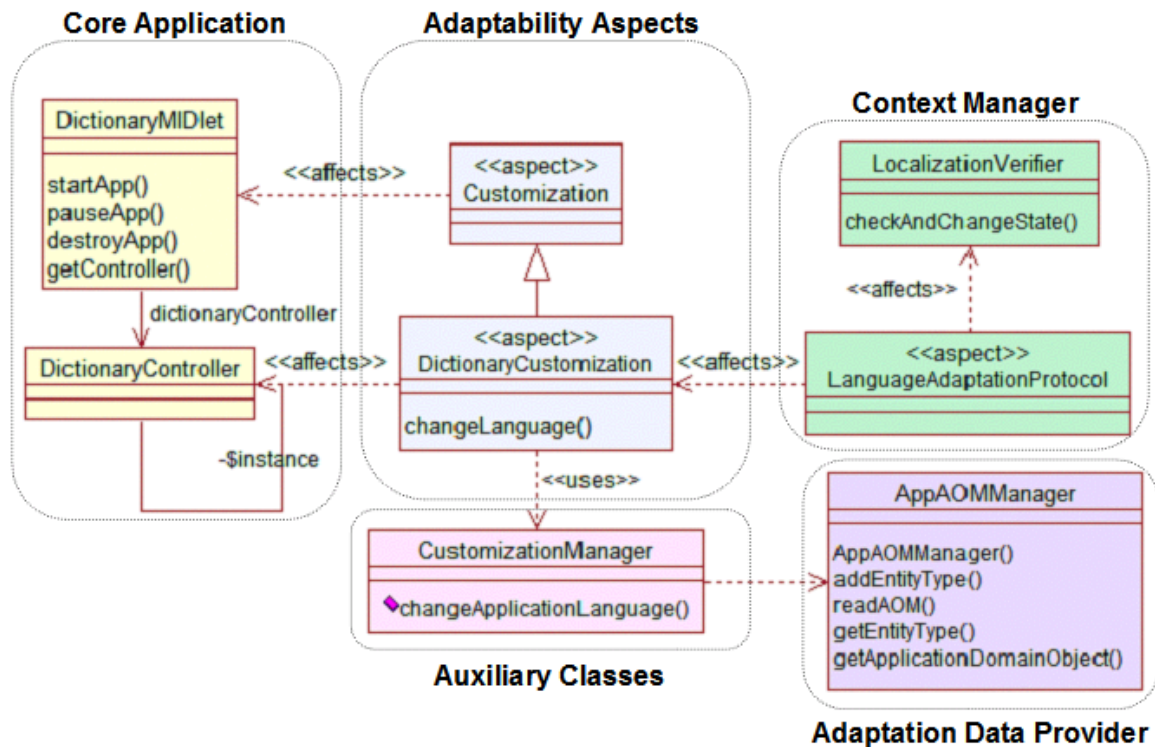 Core Application
Adaptability Aspects
Context Manager
DictionaryMIDlet
startApp()
pauseApp()
destroyApp()
getController()
dictionaryController
DictionaryController
-$instance
<<affects>>
<<aspect>>
Customization
<<affects>>
<<aspect>>
DictionaryCustomization
changeLanguage()
<<affects>>
<<uses>>
LocalizationVerifier
checkAndChangeState()
<<affects>>
<<aspect>>
LanguageAdaptationProtocol
CustomizationManager
changeApplicationLanguage()
Auxiliary Classes
AppAOMManager
AppAOMManager()
addEntityType()
readAOM()
getEntityType()
getApplicationDomainObject()
Adaptation Data Provider